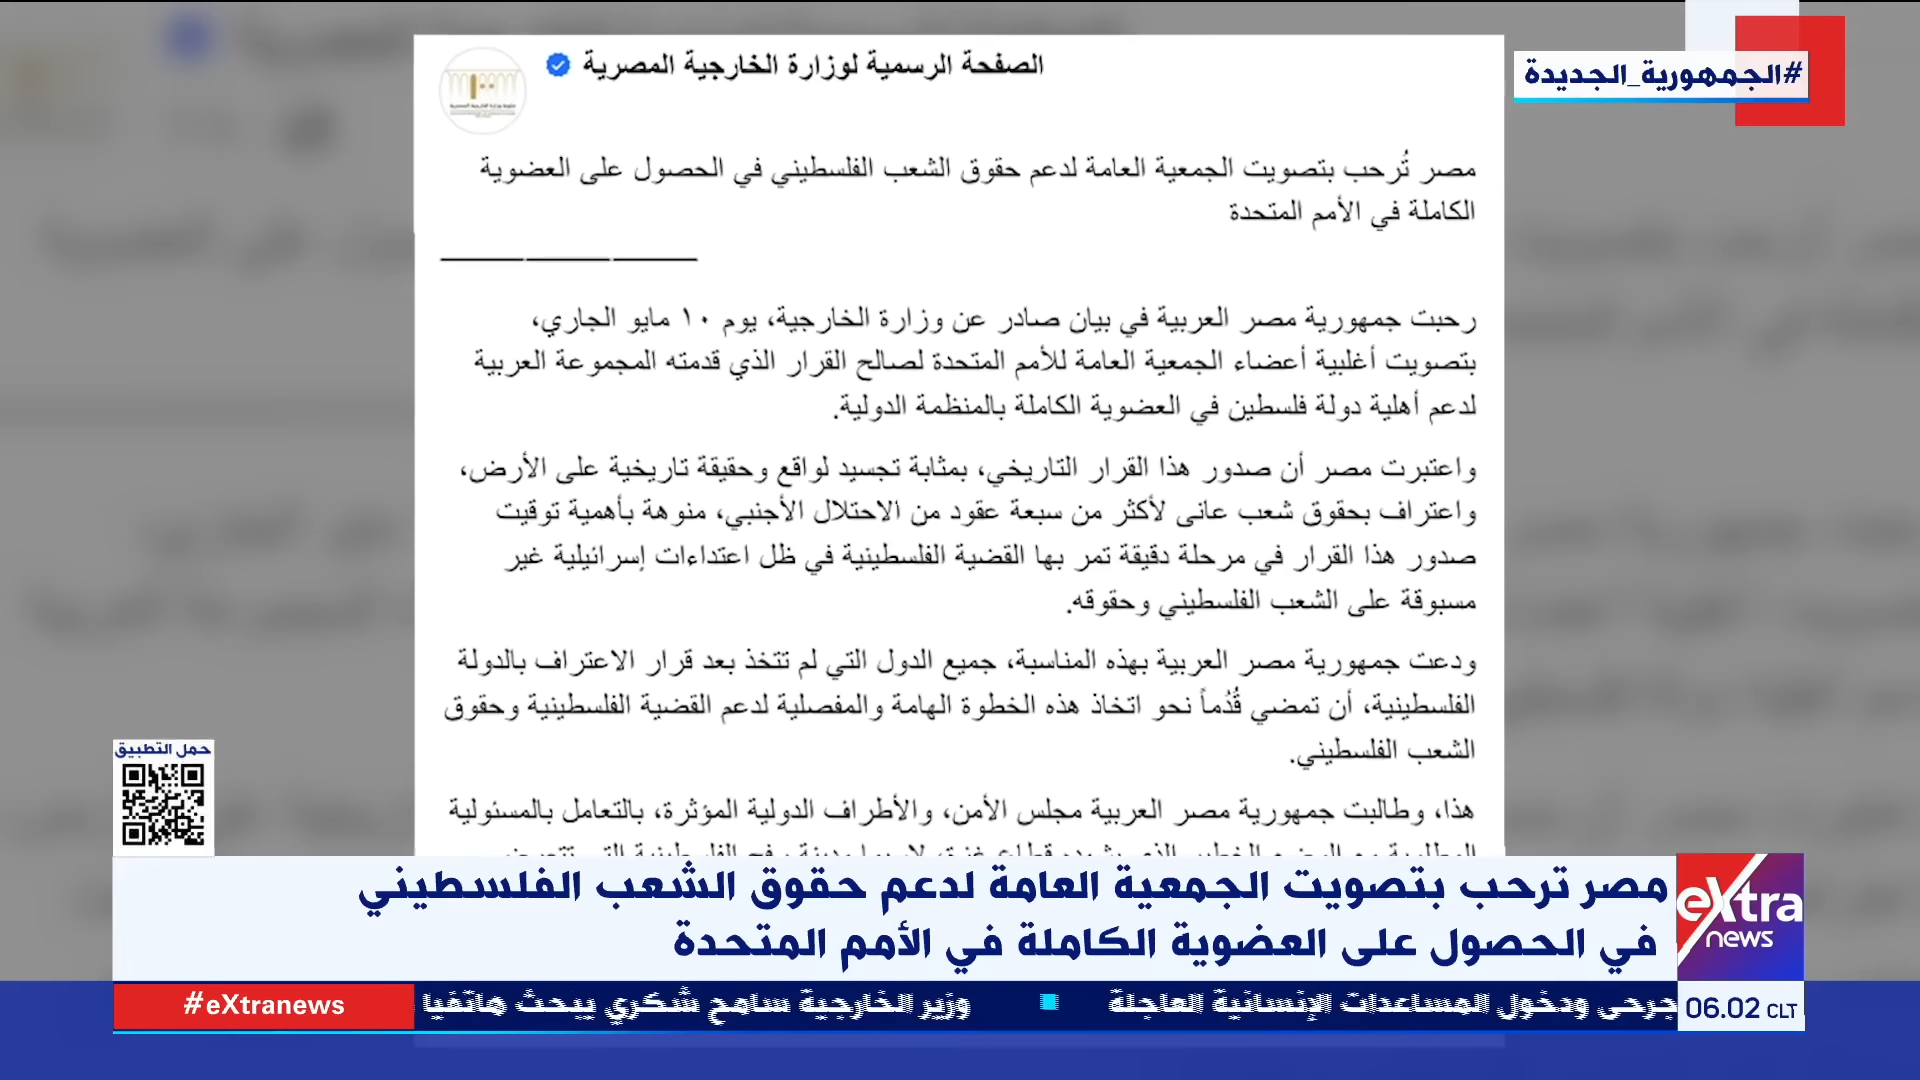 #الجمهورية_الجديدة
الصفحة الرسمية لوزارة الخارجية المصرية
مصر تُرحب بتصويت الجمعية العامة لدعم حقوق الشعب الفلسطيني في الحصول على العضوية
الكاملة في الأمم المتحدة
رحبت جمهورية مصر العربية في بيان صادر عن وزارة الخارجية، يوم ١٠ مايو الجاري،
بتصويت أغلبية أعضاء الجمعية العامة للأمم المتحدة لصالح القرار الذي قدمته المجموعة العربية
لدعم أهلية دولة فلسطين في العضوية الكاملة بالمنظمة الدولية.
واعتبرت مصر أن صدور هذا القرار التاريخي، بمثابة تجسيد لواقع وحقيقة تاريخية على الأرض،
واعتراف بحقوق شعب عانى لأكثر من سبعة عقود من الاحتلال الأجنبي، منوهة بأهمية توقيت
صدور هذا القرار في مرحلة دقيقة تمر بها القضية الفلسطينية في ظل اعتداءات إسرائيلية غير
مسبوقة على الشعب الفلسطيني وحقوقه.
ودعت جمهورية مصر العربية بهذه المناسبة، جميع الدول التي لم تتخذ بعد قرار الاعتراف بالدولة
الفلسطينية، أن تمضي قُدُماً نحو اتخاذ هذه الخطوة الهامة والمفصلية لدعم القضية الفلسطينية وحقوق
الشعب الفلسطيني.
هذا، وطالبت جمهورية مصر العربية مجلس الأمن، والأطراف الدولية المؤثرة، بالتعامل بالمسئولية
حمل التطبيق
مصر ترحب بتصويت الجمعية العامة لدعم حقوق الشعب الفلسطيني
في الحصول على العضوية الكاملة في الأمم المتحدة
eXtra
news
جرحى ودخول المساعدات الإنسانية العاجلة
وزير الخارجية سامح شكري يبحث هاتفيا
#eXtranews
06.02 CLT